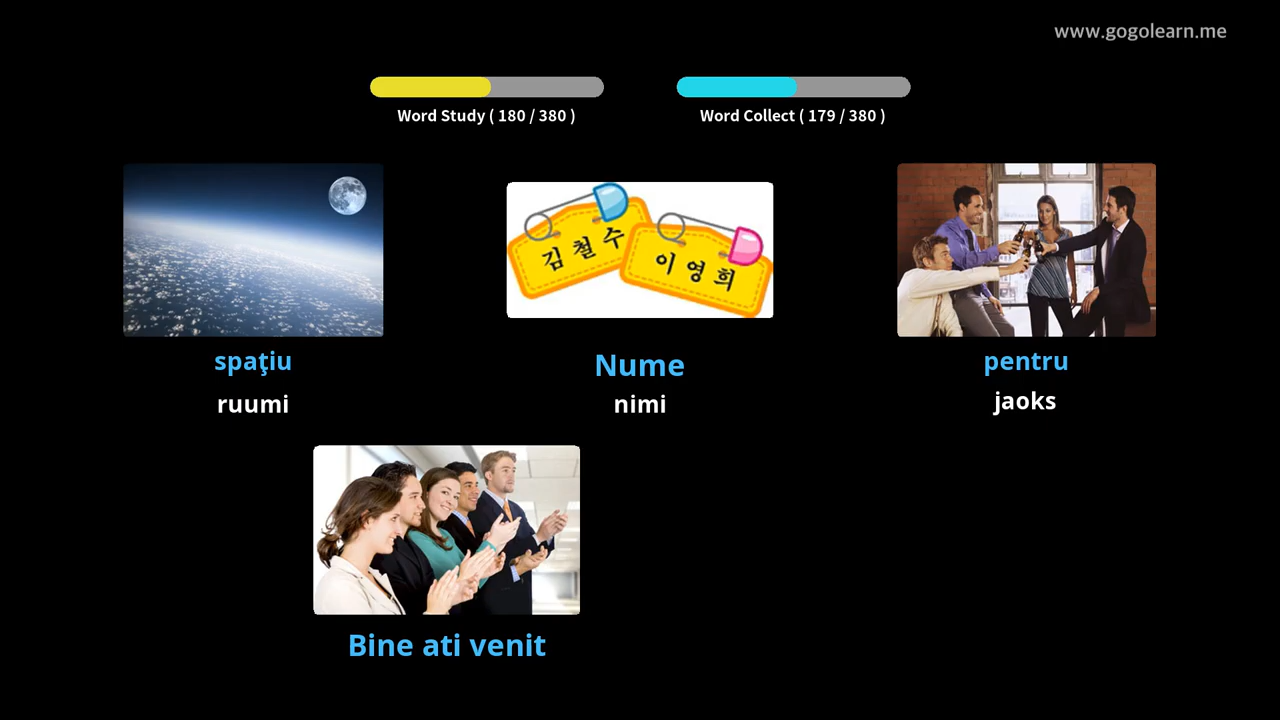 www.gogolearn.me
Word Study ( 180 / 380 )
Word Collect ( 179 / 380 )
김철수
이영희
spaţiu
Nume
pentru
ruumi
nimi
jaoks
Bine ati venit